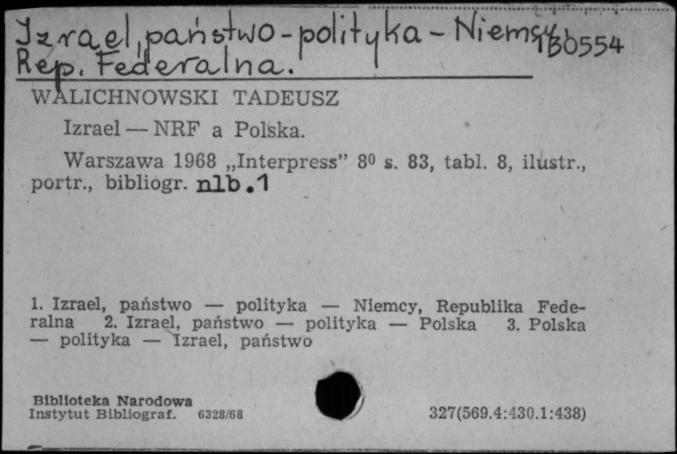 Izrael, państwo - polityka - Niemcy, 180554
Rep. Federalna.
WALICHNOWSKI TADEUSZ
Izrael — NRF a Polska.
Warszawa 1968 „Interpress” 8⁰ s. 83, tabl. 8, ilustr.,
portr., bibliogr. nlb.1
1. Izrael, państwo — polityka — Niemcy, Republika Fede-
ralna 2. Izrael, państwo — polityka — Polska 3. Polska
— polityka — Izrael, państwo
Biblioteka Narodowa
Instytut Bibliograf. 6328/68 327(569.4:430.1:438)